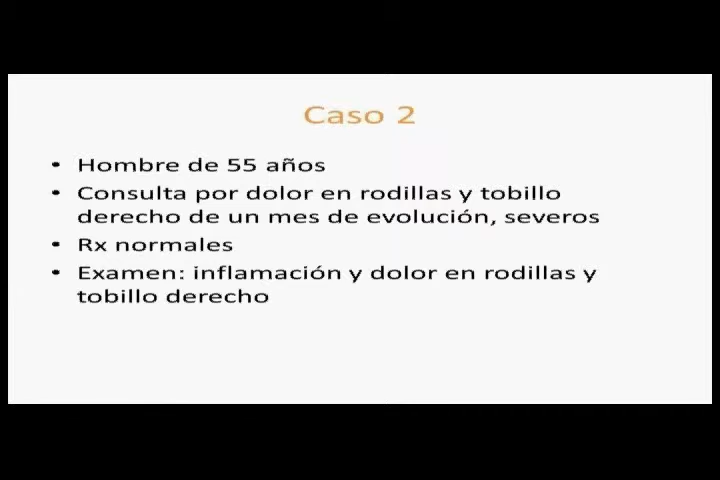 Caso 2
• Hombre de 55 años
• Consulta por dolor en rodillas y tobillo
derecho de un mes de evolución, severos
• Rx normales
• Examen: inflamación y dolor en rodillas y
tobillo derecho